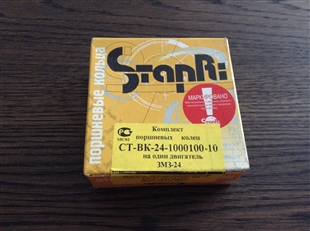 поршневые кольца
StapRi
МАРКИРОВАНО
Комплект
поршневых колец
СТ-ВК-24-1000100-10
на один двигатель
ЗМЗ-24